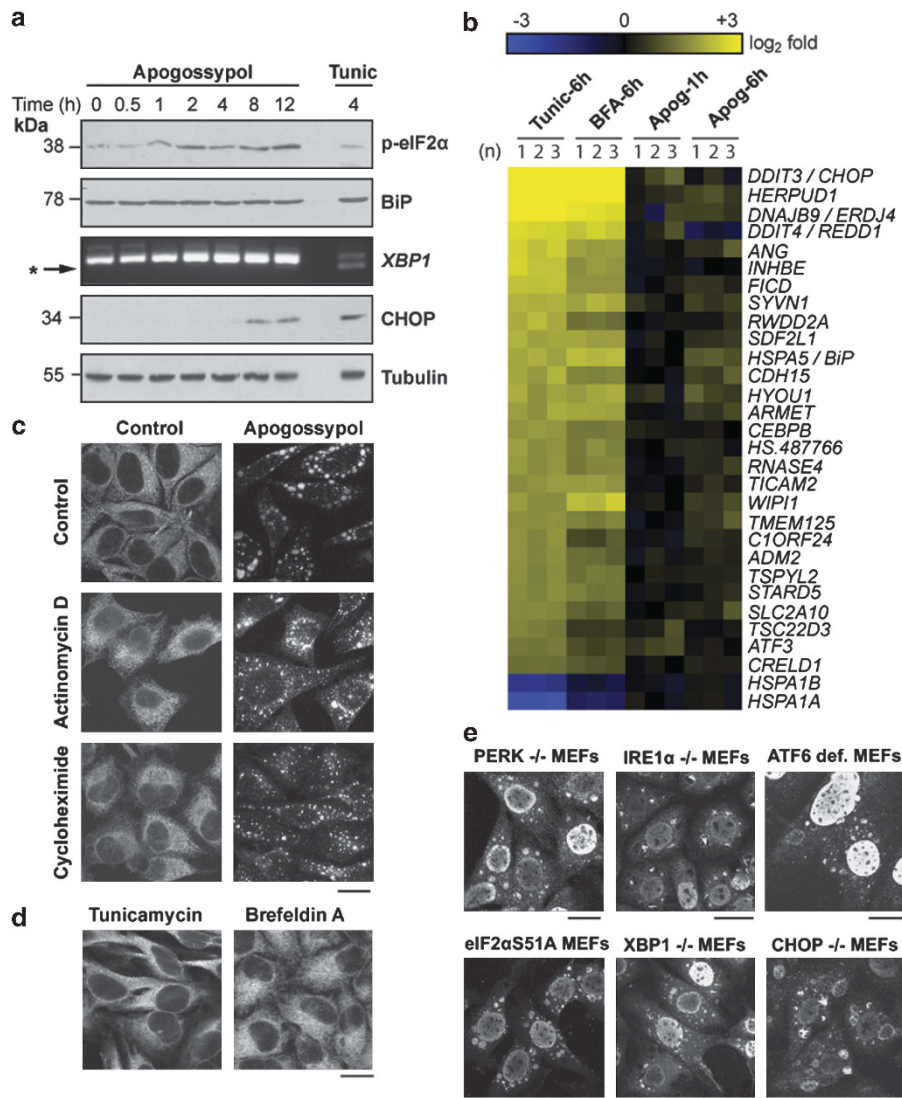 a
Apogossypol Tunic
Time (h) 0 0.5 1 2 4 8 12 4
kDa
38 p-eIF2α
78 BiP
* XBP1
34 CHOP
55 Tubulin
b
-3 0 +3
log2 fold
Tunic-6h BFA-6h Apog-1h Apog-6h
(n) 1 2 3 1 2 3 1 2 3 1 2 3
DDIT3 / CHOP
HERPUD1
DNAJB9 / ERDJ4
DDIT4 / REDD1
ANG
INHBE
FICD
SYVN1
RWDD2A
SDF2L1
HSPA5 / BiP
CDH15
HYOU1
ARMET
CEBPB
HS.487766
RNASE4
TICAM2
WIPI1
TMEM125
C1ORF24
ADM2
TSPYL2
STARD5
SLC2A10
TSC22D3
ATF3
CRELD1
HSPA1B
HSPA1A
c
Control Apogossypol
Control
Actinomycin D
Cycloheximide
d
Tunicamycin Brefeldin A
e
PERK -/- MEFs IRE1α -/- MEFs ATF6 def. MEFs
eIF2αS51A MEFs XBP1 -/- MEFs CHOP -/- MEFs